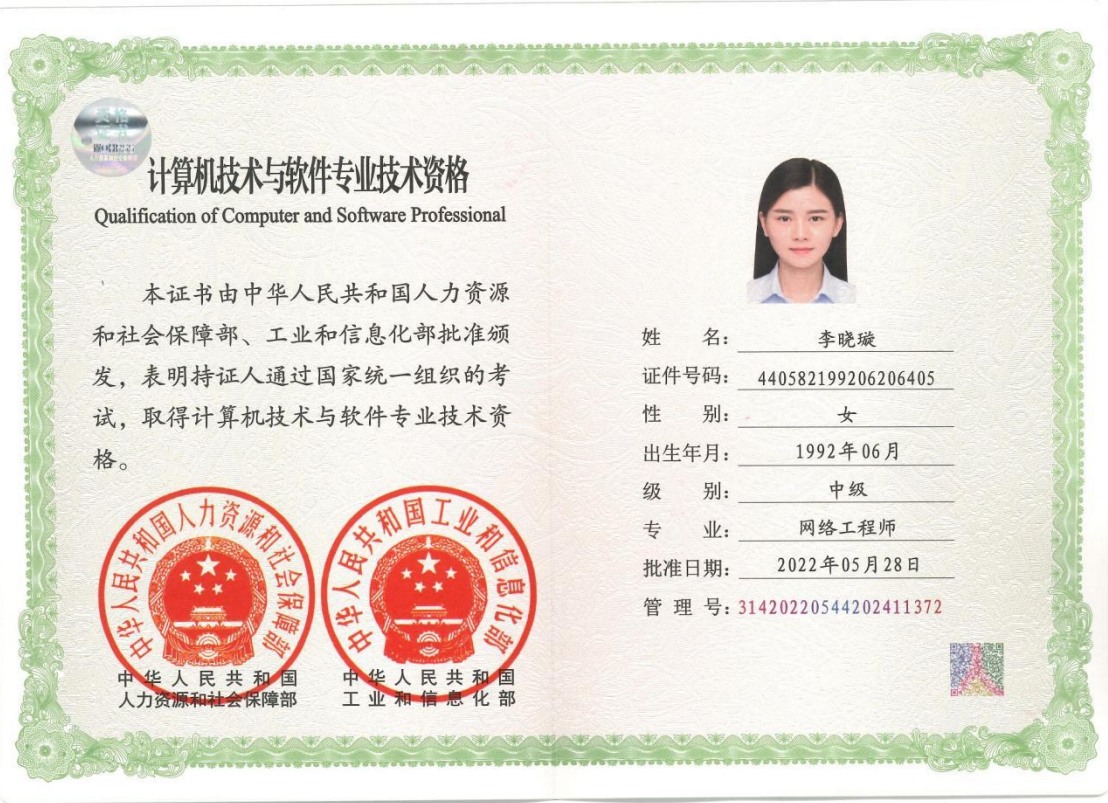 资格
计算机技术与软件专业技术资格
Qualification of Computer and Software Professional
本证书由中华人民共和国人力资源
和社会保障部、工业和信息化部批准颁
发，表明持证人通过国家统一组织的考
试，取得计算机技术与软件专业技术资
格。
中华人民共和国人力资源和社会保障部
中华人民共和国工业和信息化部
中华人民共和国
人力资源和社会保障部
中华人民共和国
工业和信息化部
姓名：李晓璇
证件号码：440582199206206405
性别：女
出生年月：1992年06月
级别：中级
专业：网络工程师
批准日期：2022年05月28日
管理号：31420220544202411372